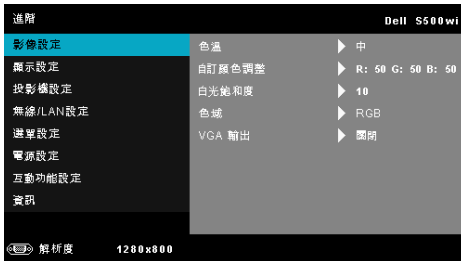 進階 Dell S500wi
影像設定 色溫 中
顯示設定 自訂顏色調整 R: 50 G: 50 B: 50
投影機設定 白光飽和度 10
無線/LAN設定 色域 RGB
選單設定 VGA 輸出 關閉
電源設定
互動功能設定
資訊
解析度 1280x800